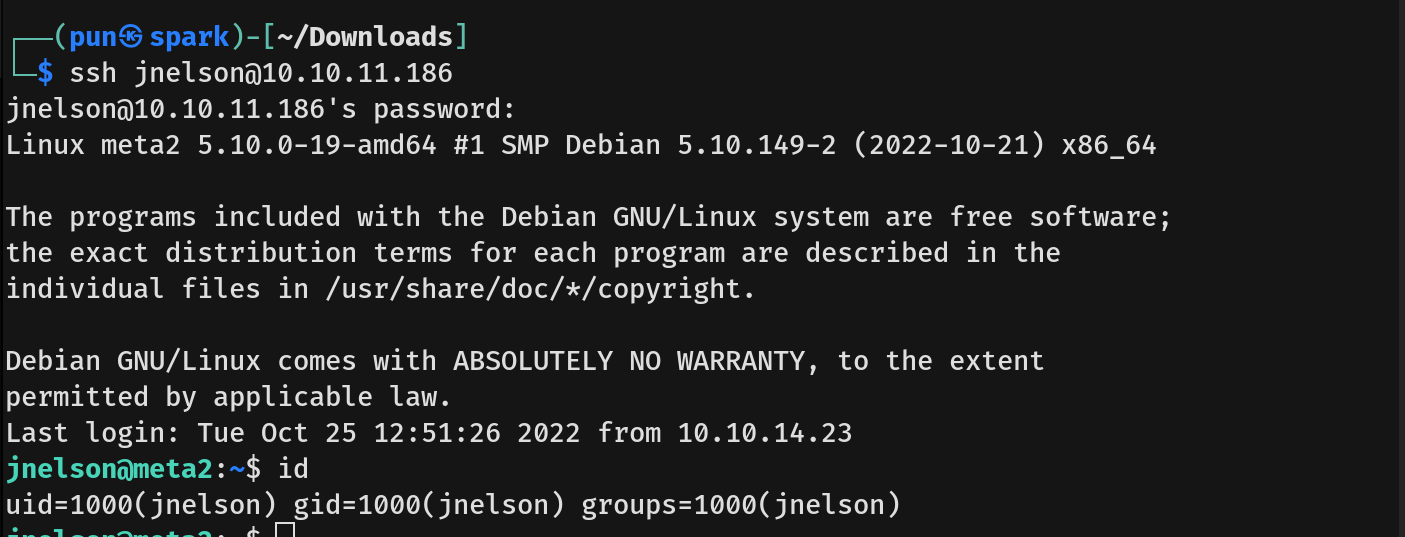 ┌──(pun㉿spark)-[~/Downloads]
└─$ ssh jnelson@10.10.11.186
jnelson@10.10.11.186's password:
Linux meta2 5.10.0-19-amd64 #1 SMP Debian 5.10.149-2 (2022-10-21) x86_64
The programs included with the Debian GNU/Linux system are free software;
the exact distribution terms for each program are described in the
individual files in /usr/share/doc/*/copyright.
Debian GNU/Linux comes with ABSOLUTELY NO WARRANTY, to the extent
permitted by applicable law.
Last login: Tue Oct 25 12:51:26 2022 from 10.10.14.23
jnelson@meta2:~$ id
uid=1000(jnelson) gid=1000(jnelson) groups=1000(jnelson)
jnelson@meta2:~$